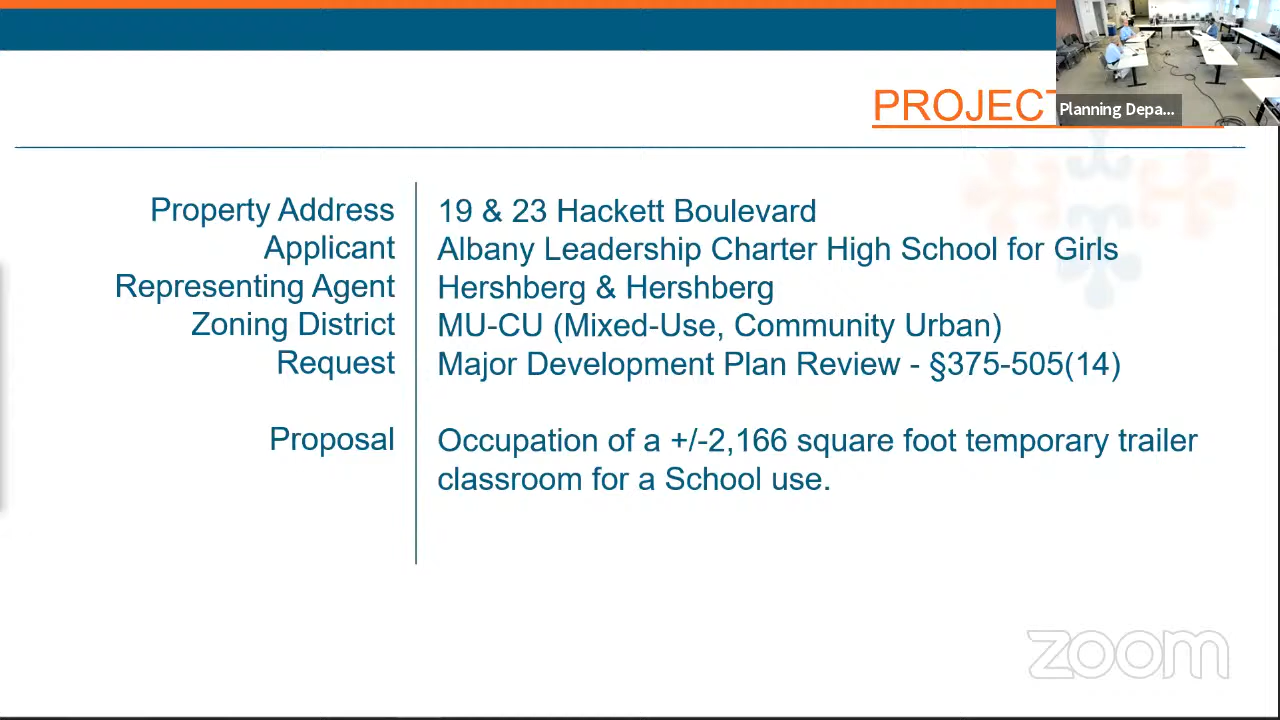 PROJECT
Planning Depa...
Property Address 19 & 23 Hackett Boulevard
Applicant Albany Leadership Charter High School for Girls
Representing Agent Hershberg & Hershberg
Zoning District MU-CU (Mixed-Use, Community Urban)
Request Major Development Plan Review - §375-505(14)
Proposal Occupation of a +/-2,166 square foot temporary trailer
classroom for a School use.
zoom